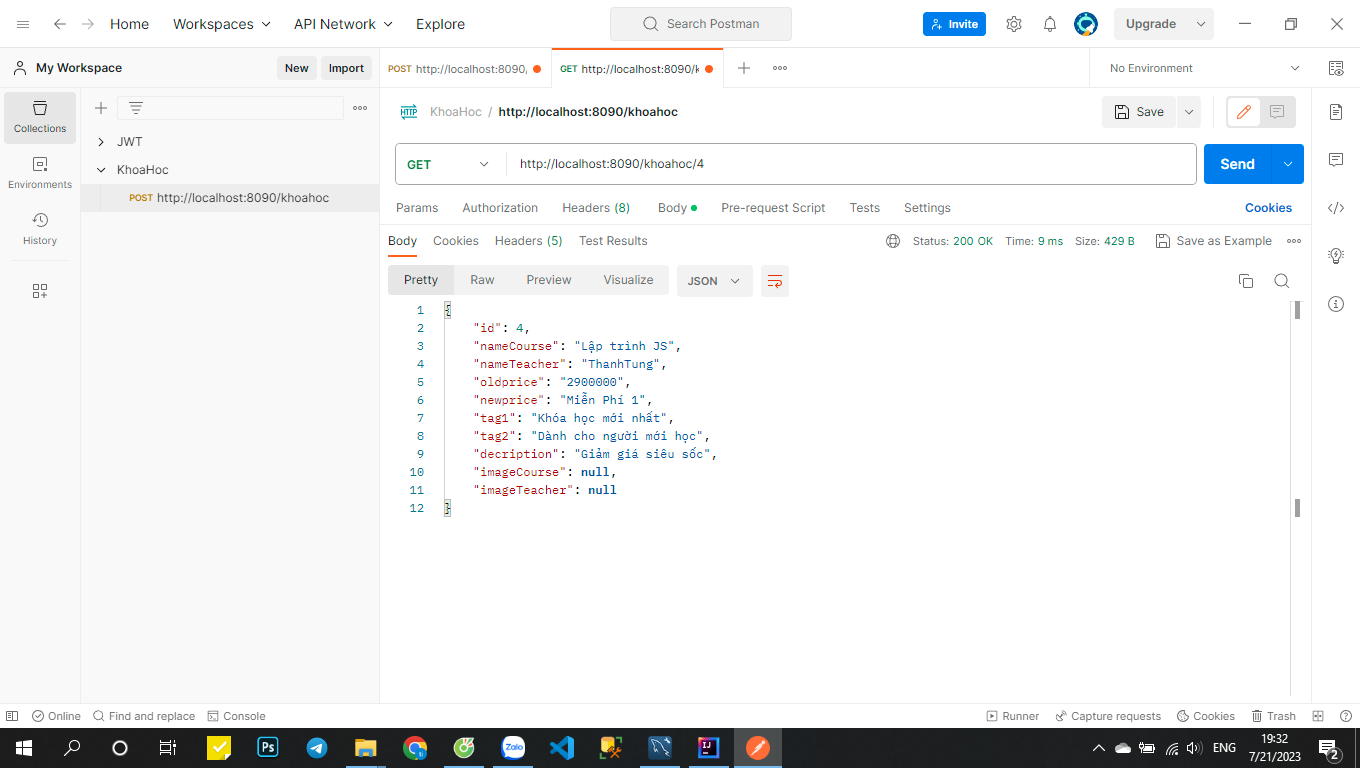 Home
Workspaces
API Network
Explore
Search Postman
Invite
Upgrade
My Workspace
New
Import
POST http://localhost:8090/
GET http://localhost:8090/k
No Environment
Collections
Environments
History
JWT
KhoaHoc
POST http://localhost:8090/khoahoc
HTTP
KhoaHoc / http://localhost:8090/khoahoc
Save
GET
http://localhost:8090/khoahoc/4
Send
Params
Authorization
Headers (8)
Body
Pre-request Script
Tests
Settings
Cookies
Body
Cookies
Headers (5)
Test Results
Status: 200 OK
Time: 9 ms
Size: 429 B
Save as Example
Pretty
Raw
Preview
Visualize
JSON
1 {
2 "id": 4,
3 "nameCourse": "Lập trình JS",
4 "nameTeacher": "ThanhTung",
5 "oldprice": "2900000",
6 "newprice": "Miễn Phí 1",
7 "tag1": "Khóa học mới nhất",
8 "tag2": "Dành cho người mới học",
9 "decription": "Giảm giá siêu sốc",
10 "imageCourse": null,
11 "imageTeacher": null
12 }
Online
Find and replace
Console
Runner
Capture requests
Cookies
Trash
Ps
Zalo
IJ
ENG
19:32
7/21/2023
2